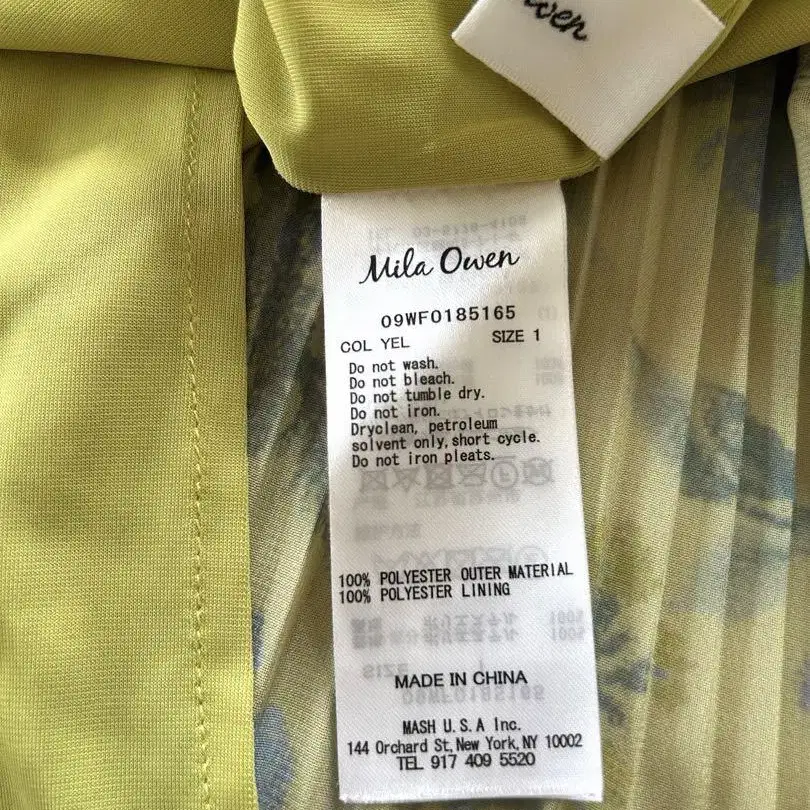 wen
Mila Owen
09WF0185165
COL YEL SIZE 1
Do not wash.
Do not bleach.
Do not tumble dry.
Do not iron.
Dryclean, petroleum
solvent only, short cycle.
Do not iron pleats.
100% POLYESTER OUTER MATERIAL
100% POLYESTER LINING
MADE IN CHINA
MASH U.S.A Inc.
144 Orchard St, New York, NY 10002
TEL 917 409 5520